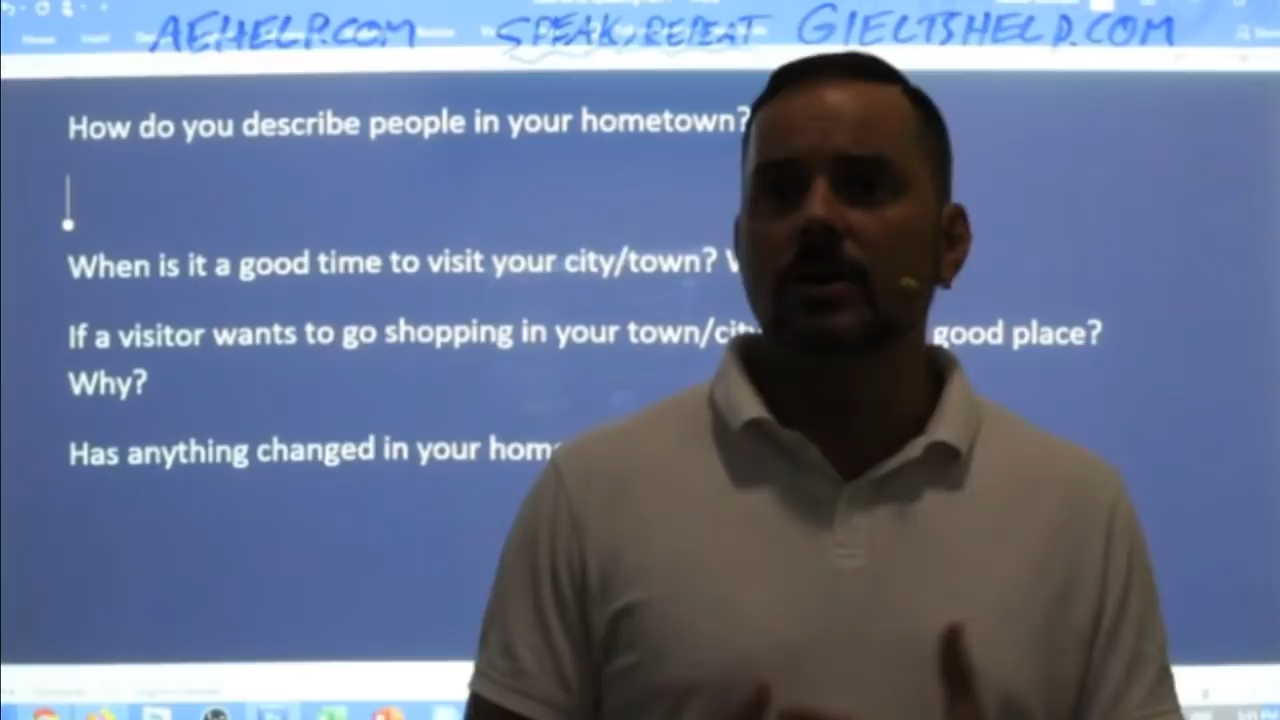 AEHELP.COM SPEAK, REPEAT GIELTSHELP.COM
How do you describe people in your hometown?
When is it a good time to visit your city/town?
If a visitor wants to go shopping in your town/city good place?
Why?
Has anything changed in your